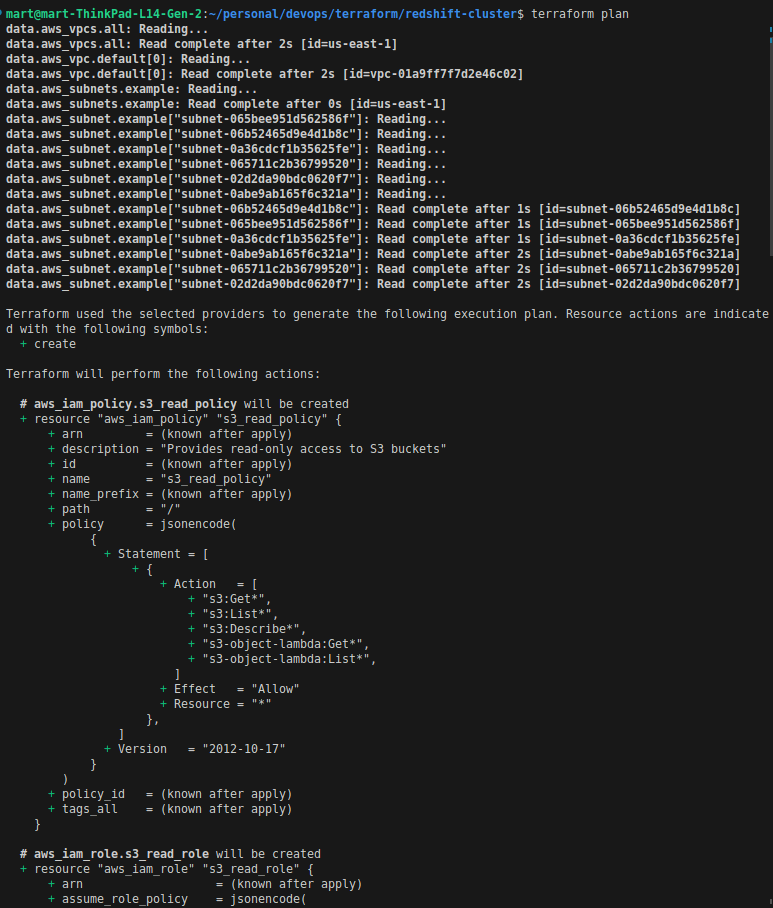 mart@mart-ThinkPad-L14-Gen-2:~/personal/devops/terraform/redshift-cluster$ terraform plan
data.aws_vpcs.all: Reading...
data.aws_vpcs.all: Read complete after 2s [id=us-east-1]
data.aws_vpc.default[0]: Reading...
data.aws_vpc.default[0]: Read complete after 2s [id=vpc-01a9ff7f7d2e46c02]
data.aws_subnets.example: Reading...
data.aws_subnets.example: Read complete after 0s [id=us-east-1]
data.aws_subnet.example["subnet-065bee951d562586f"]: Reading...
data.aws_subnet.example["subnet-06b52465d9e4d1b8c"]: Reading...
data.aws_subnet.example["subnet-0a36cdcf1b35625fe"]: Reading...
data.aws_subnet.example["subnet-065711c2b36799520"]: Reading...
data.aws_subnet.example["subnet-02d2da90bdc0620f7"]: Reading...
data.aws_subnet.example["subnet-0abe9ab165f6c321a"]: Reading...
data.aws_subnet.example["subnet-06b52465d9e4d1b8c"]: Read complete after 1s [id=subnet-06b52465d9e4d1b8c]
data.aws_subnet.example["subnet-065bee951d562586f"]: Read complete after 1s [id=subnet-065bee951d562586f]
data.aws_subnet.example["subnet-0a36cdcf1b35625fe"]: Read complete after 1s [id=subnet-0a36cdcf1b35625fe]
data.aws_subnet.example["subnet-0abe9ab165f6c321a"]: Read complete after 2s [id=subnet-0abe9ab165f6c321a]
data.aws_subnet.example["subnet-065711c2b36799520"]: Read complete after 2s [id=subnet-065711c2b36799520]
data.aws_subnet.example["subnet-02d2da90bdc0620f7"]: Read complete after 2s [id=subnet-02d2da90bdc0620f7]

Terraform used the selected providers to generate the following execution plan. Resource actions are indicate
d with the following symbols:
  + create

Terraform will perform the following actions:

  # aws_iam_policy.s3_read_policy will be created
  + resource "aws_iam_policy" "s3_read_policy" {
      + arn         = (known after apply)
      + description = "Provides read-only access to S3 buckets"
      + id          = (known after apply)
      + name        = "s3_read_policy"
      + name_prefix = (known after apply)
      + path        = "/"
      + policy      = jsonencode(
            {
              + Statement = [
                  + {
                      + Action   = [
                          + "s3:Get*",
                          + "s3:List*",
                          + "s3:Describe*",
                          + "s3-object-lambda:Get*",
                          + "s3-object-lambda:List*",
                        ]
                      + Effect   = "Allow"
                      + Resource = "*"
                    },
                ]
              + Version   = "2012-10-17"
            }
        )
      + policy_id   = (known after apply)
      + tags_all    = (known after apply)
    }

  # aws_iam_role.s3_read_role will be created
  + resource "aws_iam_role" "s3_read_role" {
      + arn                   = (known after apply)
      + assume_role_policy    = jsonencode(